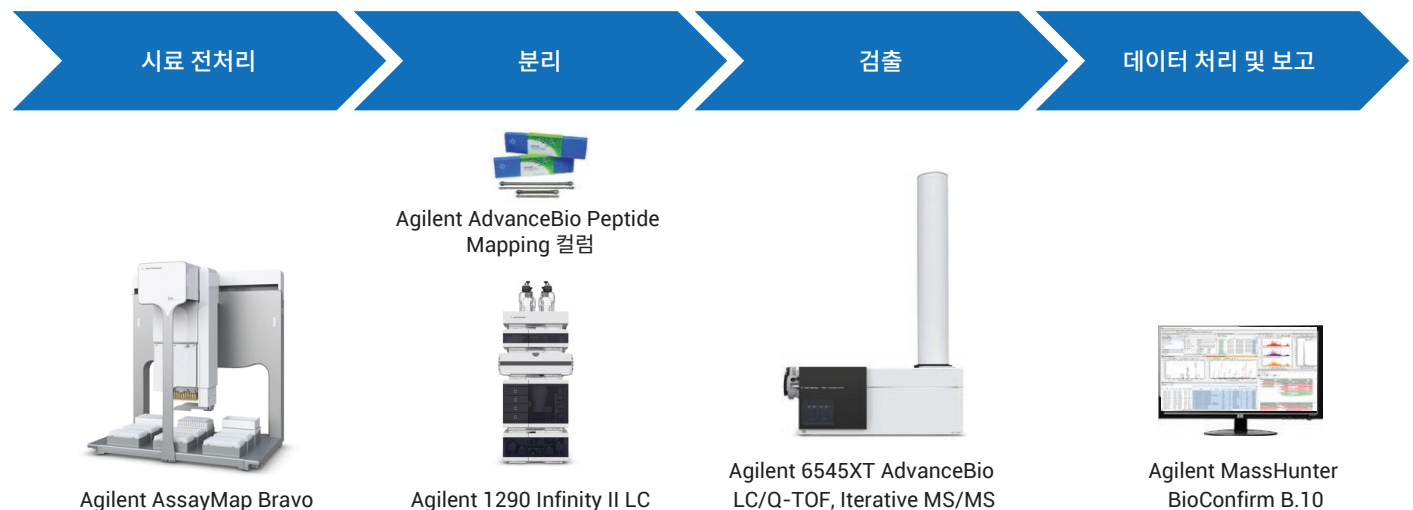 시료 전처리
분리
검출
데이터 처리 및 보고
Agilent AdvanceBio Peptide
Mapping 컬럼
Agilent AssayMap Bravo
Agilent 1290 Infinity II LC
Agilent 6545XT AdvanceBio
LC/Q-TOF, Iterative MS/MS
Agilent MassHunter
BioConfirm B.10